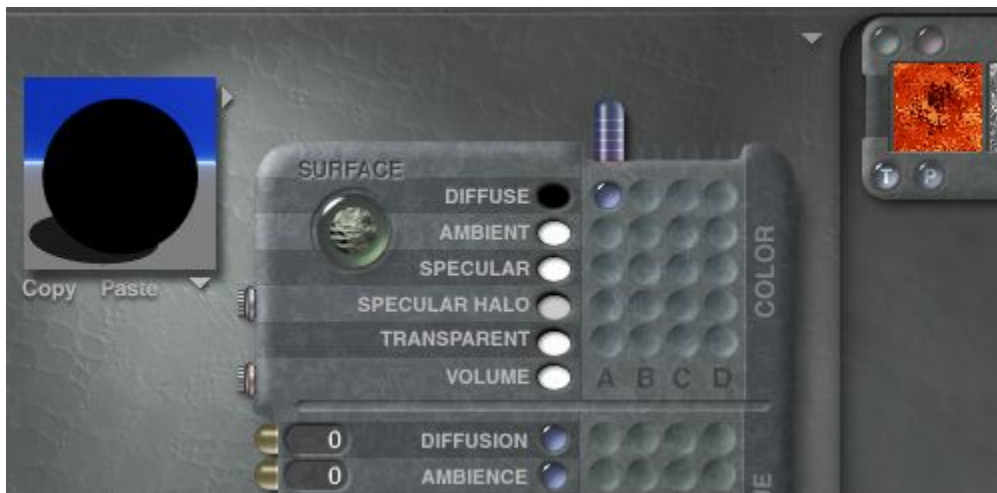 SURFACE
DIFFUSE
AMBIENT
SPECULAR
Copy Paste
SPECULAR HALO
TRANSPARENT
VOLUME
A B C D
COLOR
T P
0 DIFFUSION
0 AMBIENCE